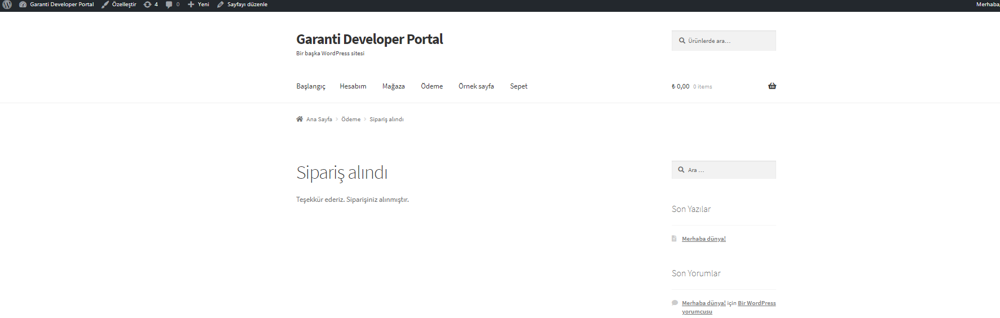 Garanti Developer Portal Özelleştir 4 0 Yeni Sayfayı düzenle Merhaba,
Garanti Developer Portal
Bir başka WordPress sitesi
Ürünlerde ara…
Başlangıç Hesabım Mağaza Ödeme Örnek sayfa Sepet
₺ 0,00 0 items
Ana Sayfa Ödeme Sipariş alındı
Sipariş alındı
Teşekkür ederiz. Siparişiniz alınmıştır.
Ara …
Son Yazılar
Merhaba dünya!
Son Yorumlar
Merhaba dünya! için Bir WordPress
yorumcusu